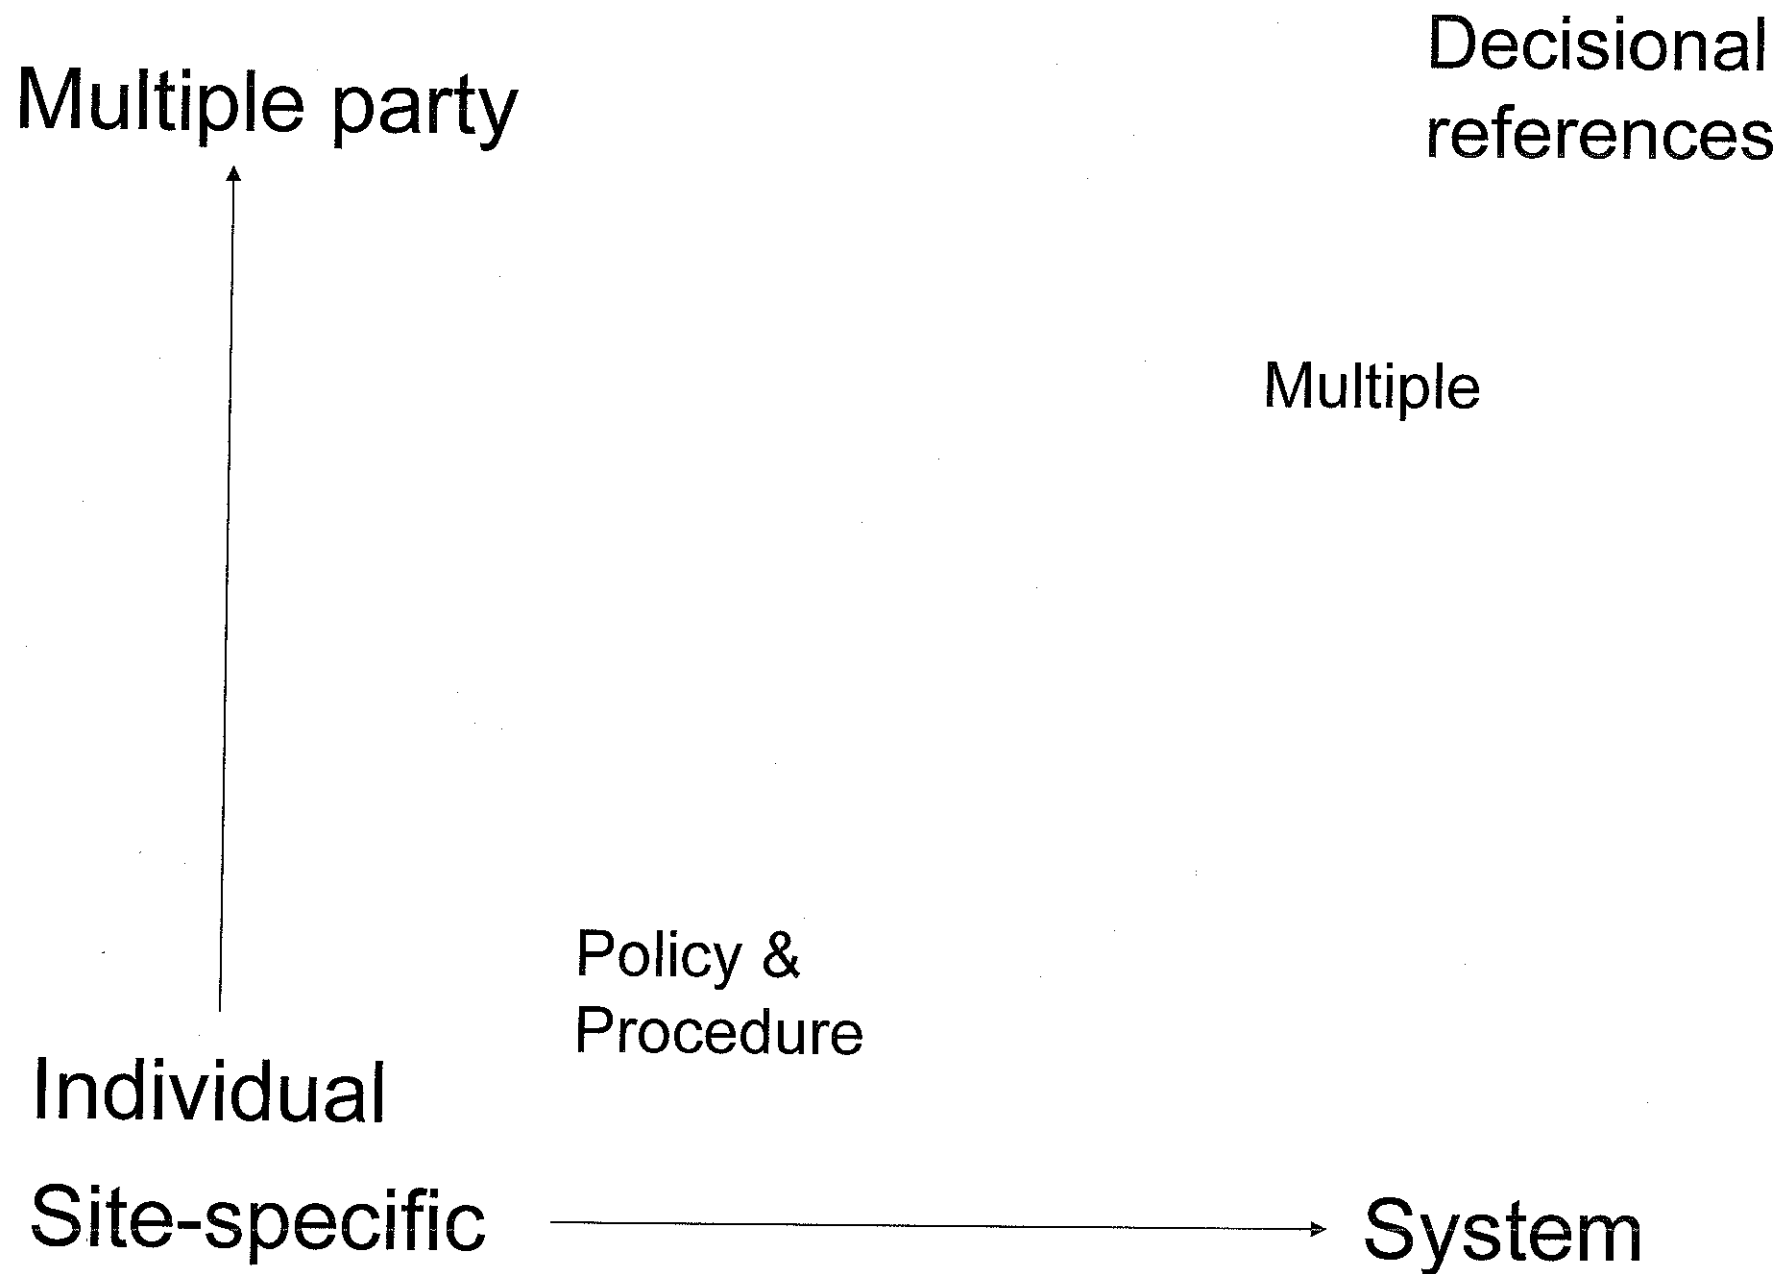 Decisional
references
Multiple party
Multiple
Policy &
Procedure
Individual
Site-specific
System